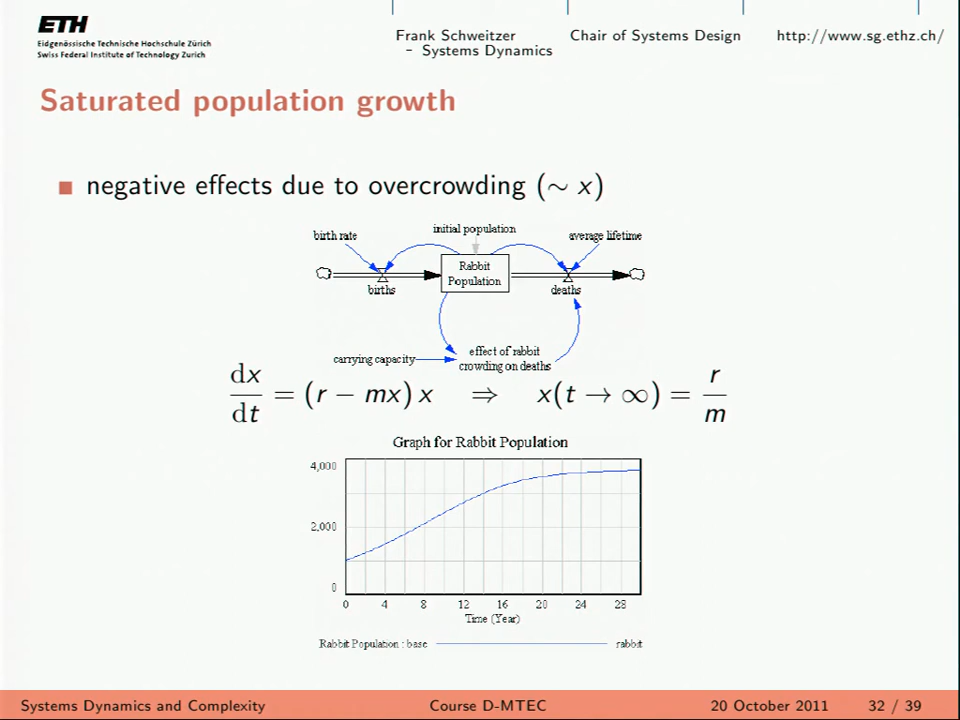 ETH
Eidgenössische Technische Hochschule Zürich
Swiss Federal Institute of Technology Zurich
Frank Schweitzer
– Systems Dynamics
Chair of Systems Design
http://www.sg.ethz.ch/
Saturated population growth
■ negative effects due to overcrowding (∼ x)
initial population
birth rate
average lifetime
Rabbit
Population
births
deaths
effect of rabbit
crowding on deaths
carrying capacity
dx/dt = (r − mx) x ⇒ x(t → ∞) = r/m
Graph for Rabbit Population
4,000
2,000
0
0 4 8 12 16 20 24 28
Time (Year)
Rabbit Population : base
rabbit
Systems Dynamics and Complexity
Course D-MTEC
20 October 2011
32 / 39